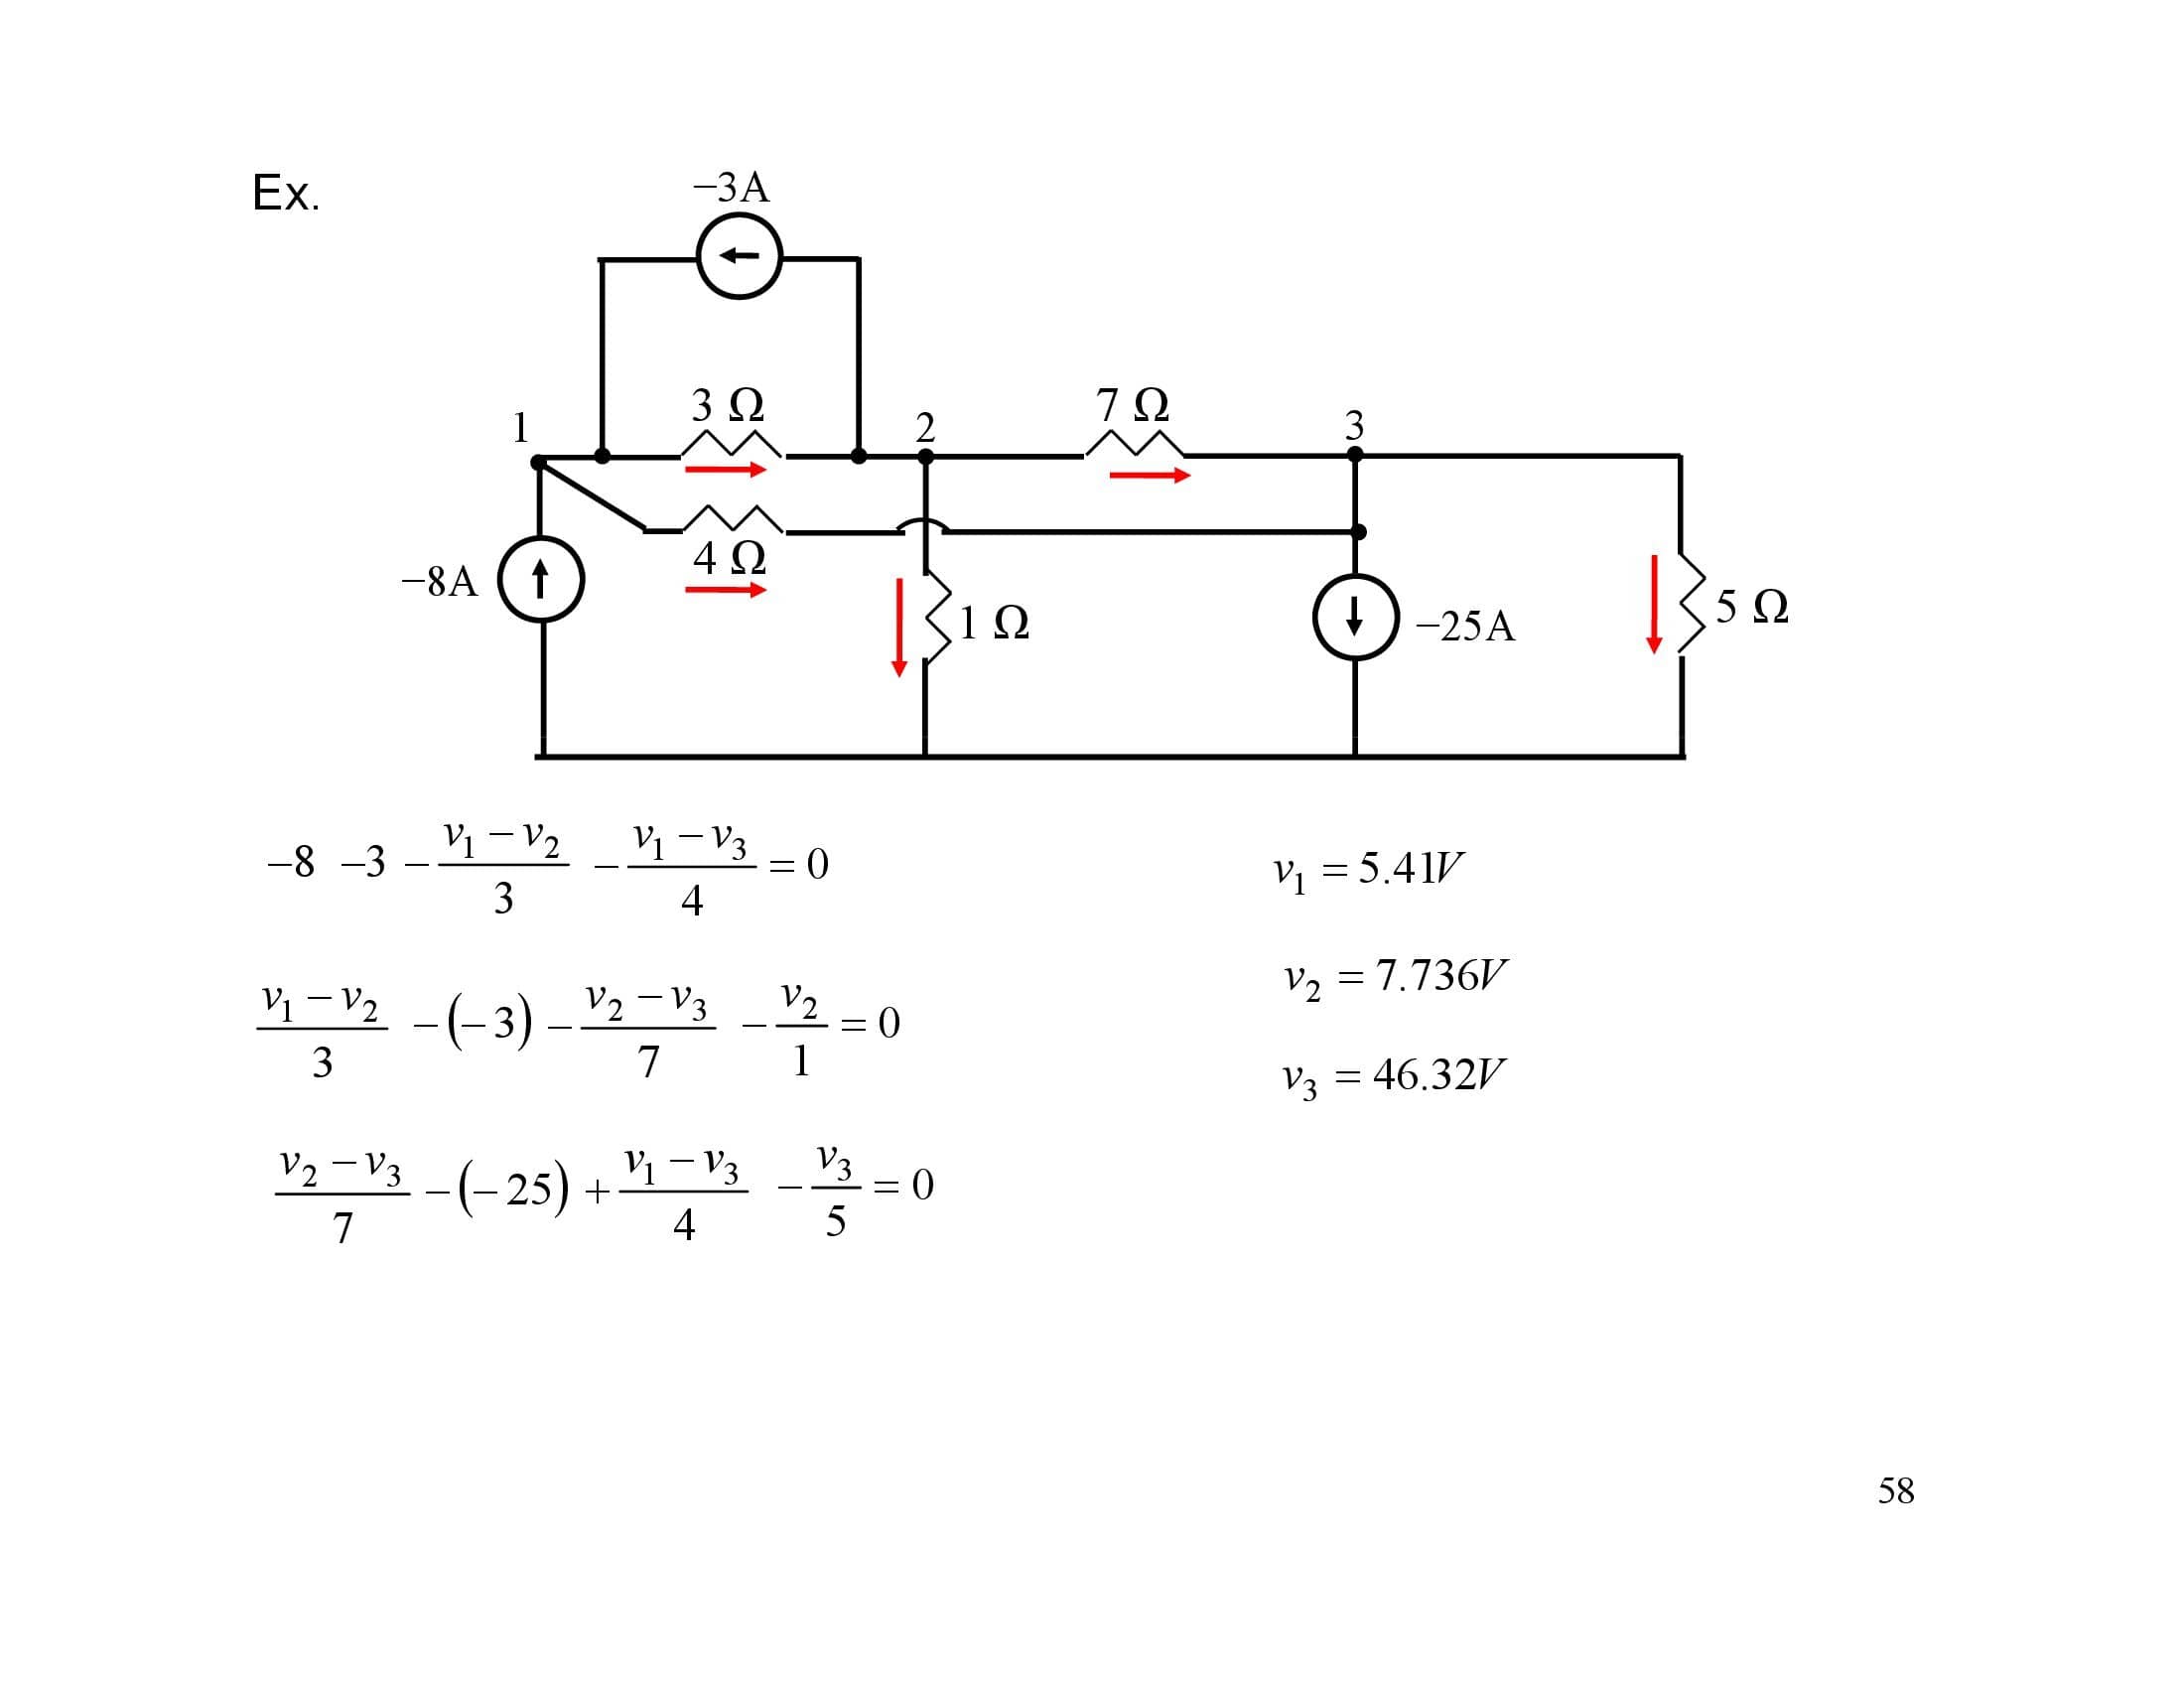 Ex.
−3A
3 Ω
7 Ω
1
2
3
4 Ω
−8A
1 Ω
−25A
5 Ω
−8 −3 − (v₁ − v₂)/3 − (v₁ − v₃)/4 = 0
v₁ = 5.41V
(v₁ − v₂)/3 − (−3) − (v₂ − v₃)/7 − v₂/1 = 0
v₂ = 7.736V
v₃ = 46.32V
(v₂ − v₃)/7 − (−25) + (v₁ − v₃)/4 − v₃/5 = 0
58